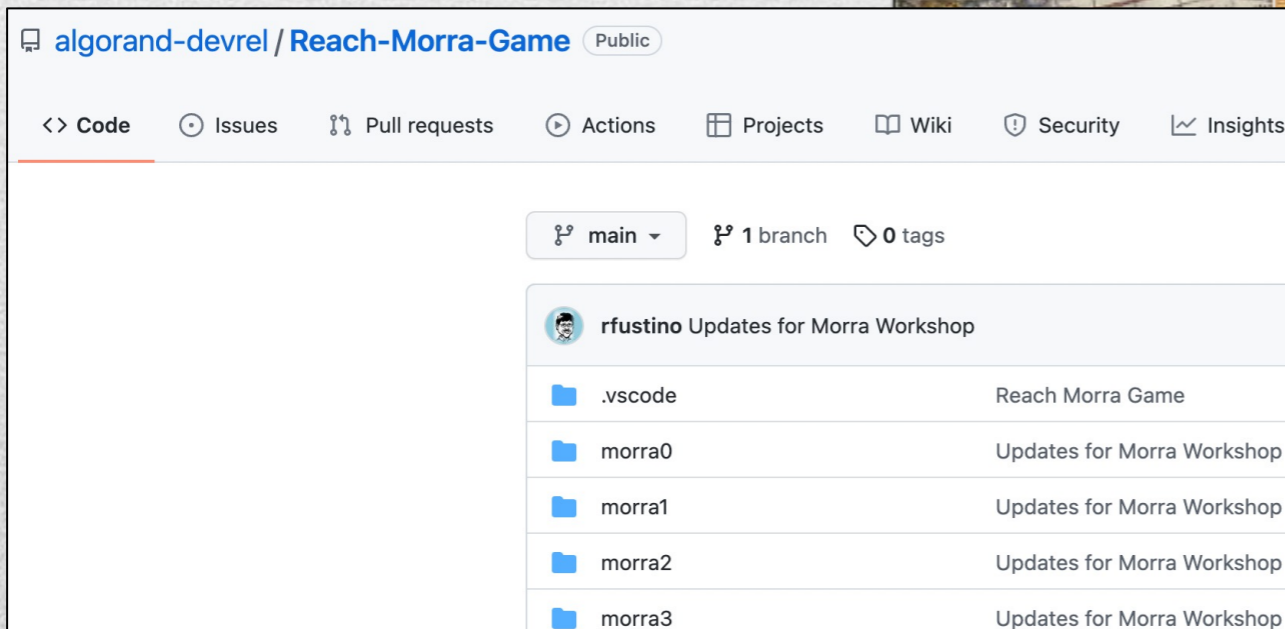 algorand-devrel / Reach-Morra-Game Public
Code Issues Pull requests Actions Projects Wiki Security Insights
main 1 branch 0 tags
rfustino Updates for Morra Workshop
.vscode Reach Morra Game
morra0 Updates for Morra Workshop
morra1 Updates for Morra Workshop
morra2 Updates for Morra Workshop
morra3 Updates for Morra Workshop